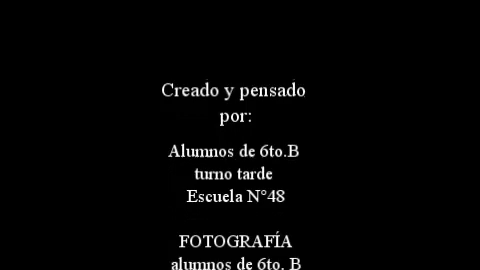 Creado y pensado
por:
Alumnos de 6to.B
turno tarde
Escuela N°48
FOTOGRAFÍA
alumnos de 6to. B